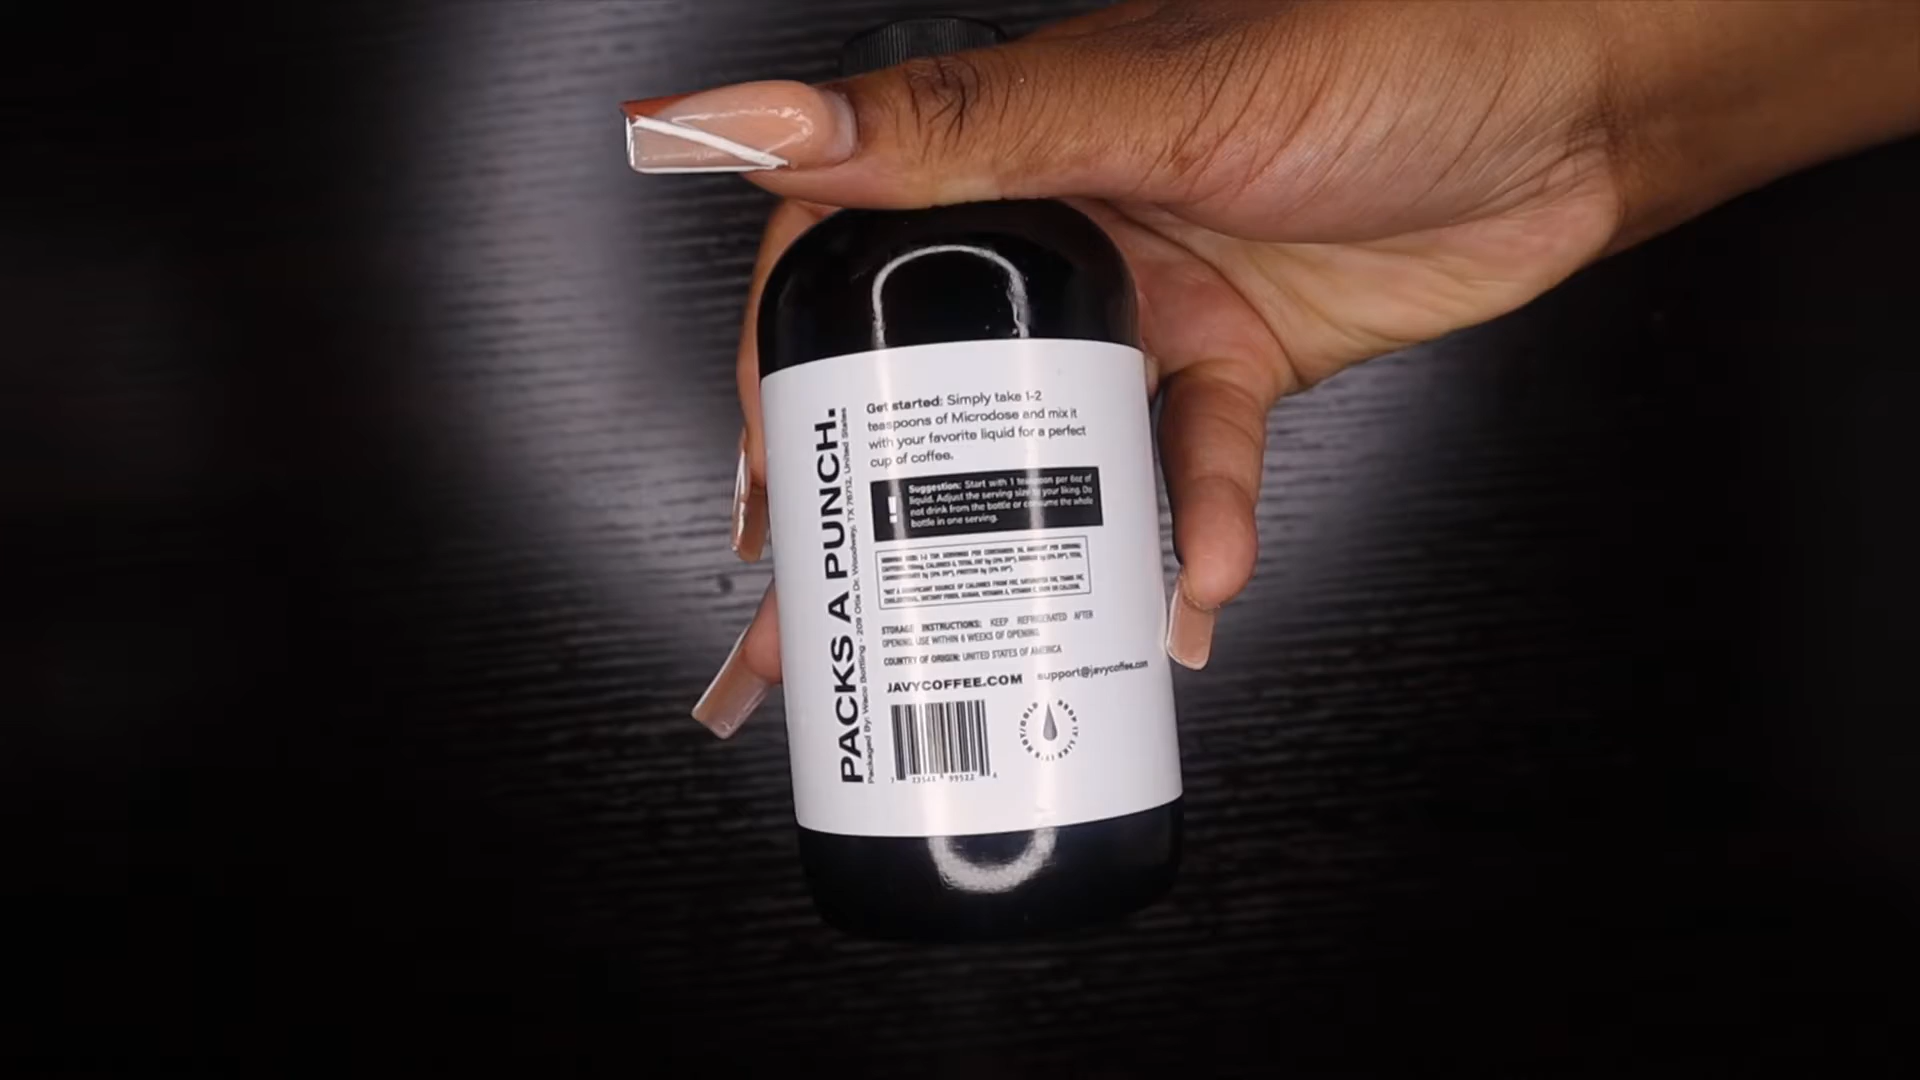 PACKS A PUNCH.
Packaged By: Waco Bottling - 209 Otis Dr. Woodway, TX 76712, United States
Get started: Simply take 1-2
teaspoons of Microdose and mix it
with your favorite liquid for a perfect
cup of coffee.
!
Suggestion: Start with 1 teaspoon per 6oz of
liquid. Adjust the serving size to your liking. Do
not drink from the bottle or consume the whole
bottle in one serving.
STORAGE INSTRUCTIONS: KEEP REFRIGERATED AFTER
OPENING. USE WITHIN 6 WEEKS OF OPENING.
COUNTRY OF ORIGIN: UNITED STATES OF AMERICA
JAVYCOFFEE.COM
support@javycoffee.com
DROP IT LIKE IT'S